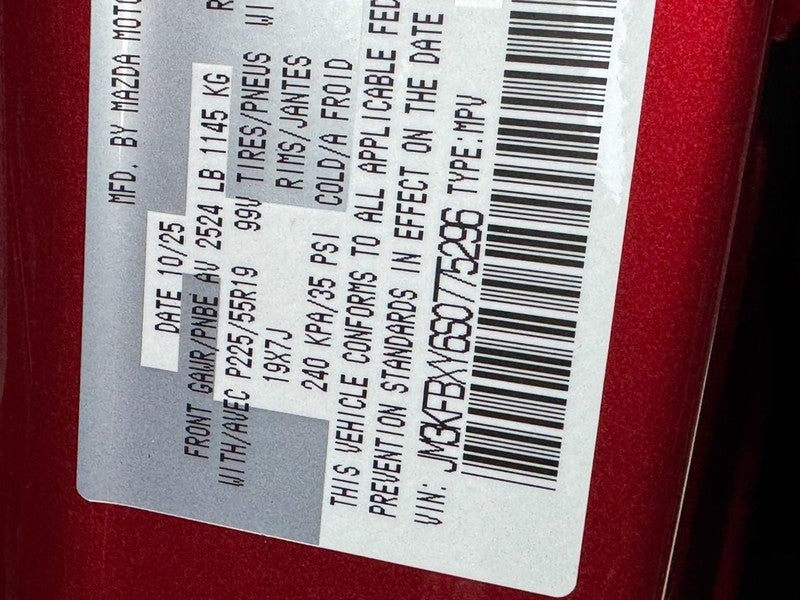 MFD. BY MAZDA MOTO
DATE 10/25
FRONT GAWR/PNBE AV 2524 LB 1145 KG
WITH/AVEC P225/55R19 99V TIRES/PNEUS WI
19X7J RIMS/JANTES
240 KPA/35 PSI COLD/A FROID
THIS VEHICLE CONFORMS TO ALL APPLICABLE FED
PREVENTION STANDARDS IN EFFECT ON THE DATE
VIN: JM3KFBXY6S0775296 TYPE:MPV